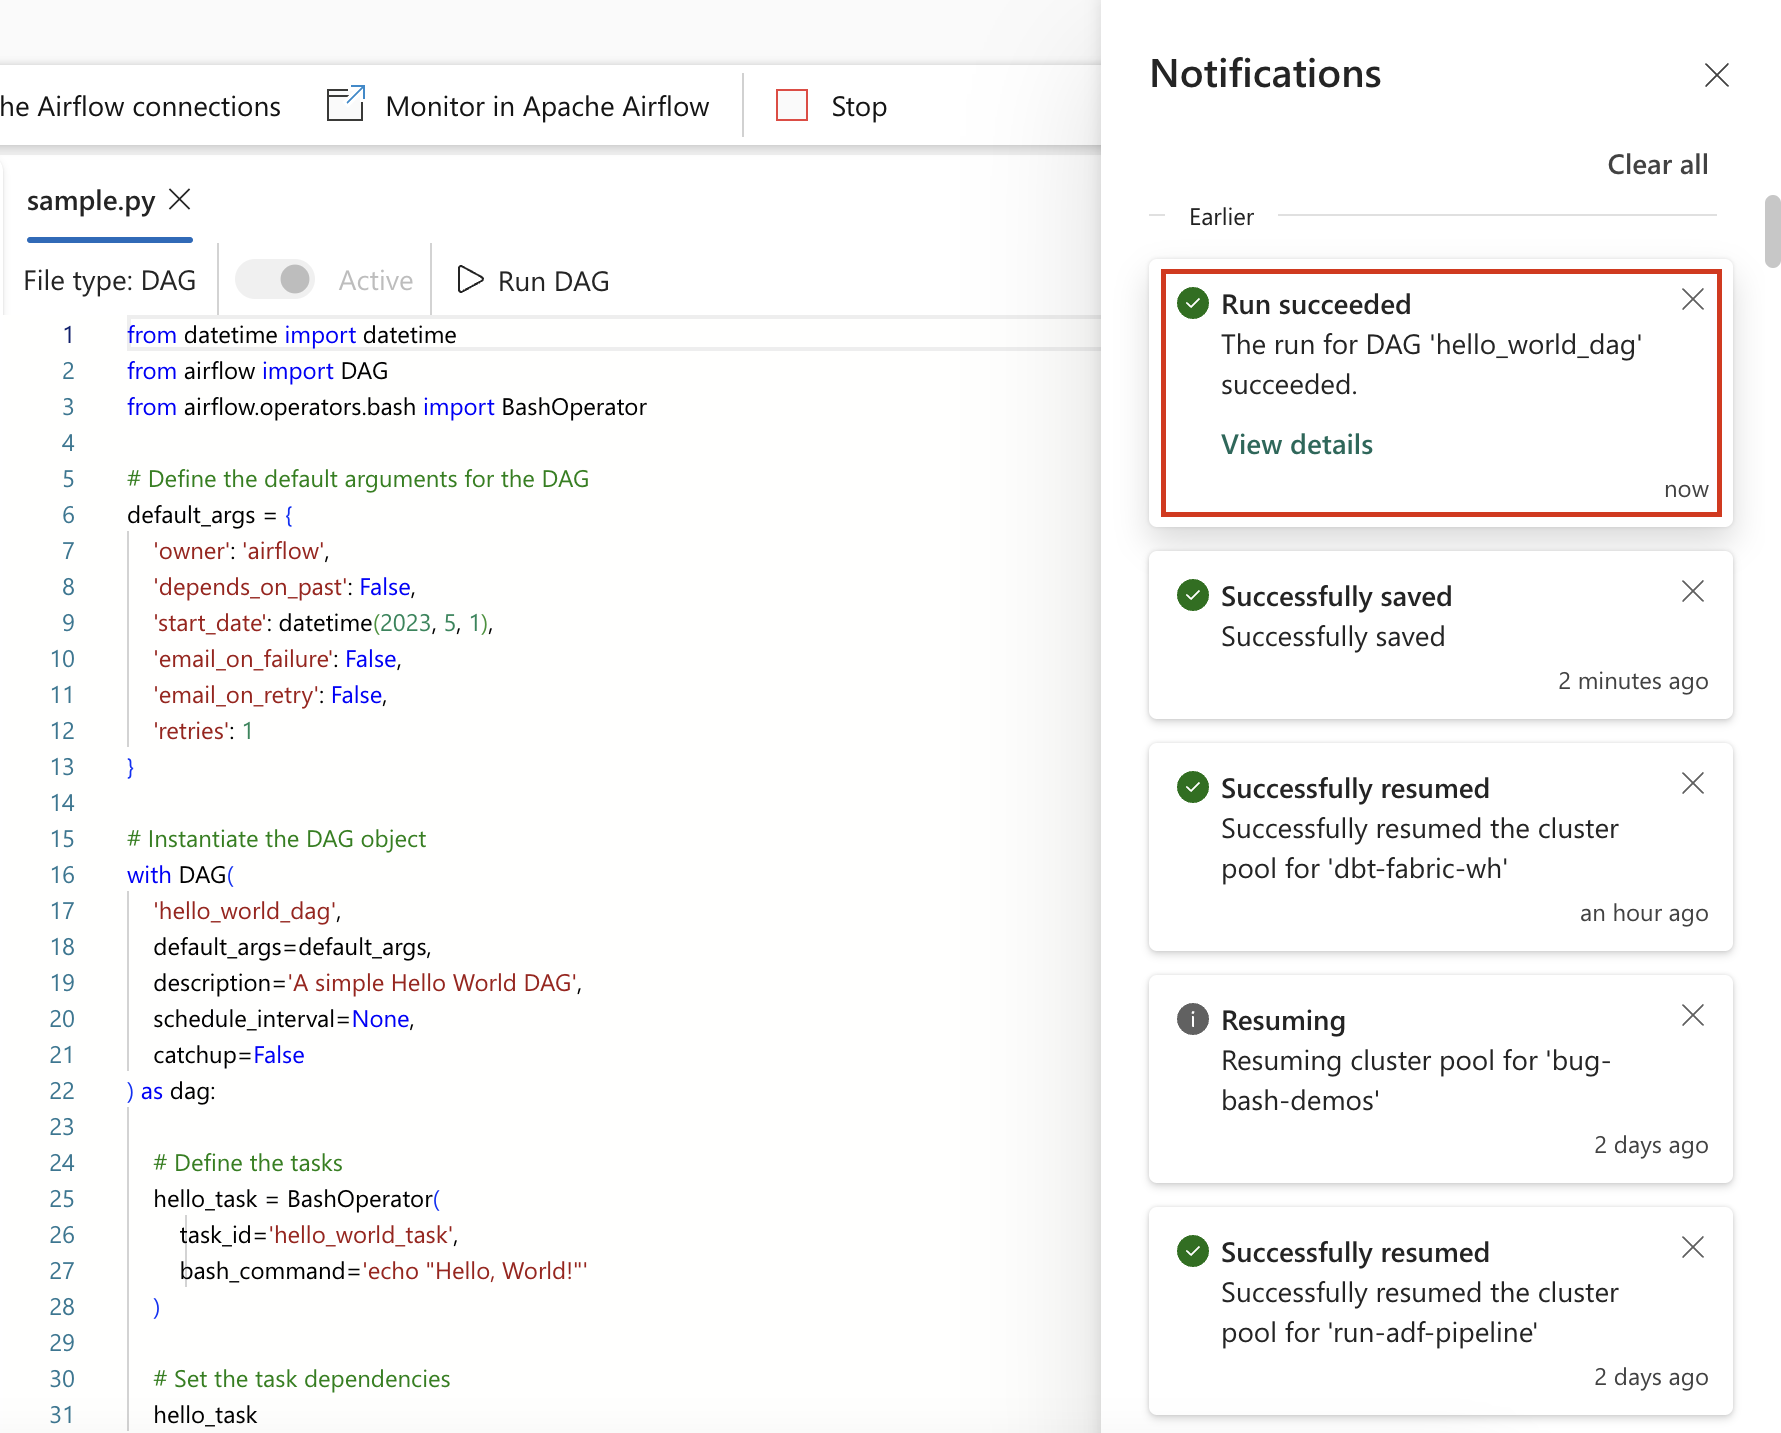 he Airflow connections
Monitor in Apache Airflow
Stop
sample.py
File type: DAG
Active
Run DAG
1 from datetime import datetime
2 from airflow import DAG
3 from airflow.operators.bash import BashOperator
4
5 # Define the default arguments for the DAG
6 default_args = {
7 'owner': 'airflow',
8 'depends_on_past': False,
9 'start_date': datetime(2023, 5, 1),
10 'email_on_failure': False,
11 'email_on_retry': False,
12 'retries': 1
13 }
14
15 # Instantiate the DAG object
16 with DAG(
17 'hello_world_dag',
18 default_args=default_args,
19 description='A simple Hello World DAG',
20 schedule_interval=None,
21 catchup=False
22 ) as dag:
23
24 # Define the tasks
25 hello_task = BashOperator(
26 task_id='hello_world_task',
27 bash_command='echo "Hello, World!"'
28 )
29
30 # Set the task dependencies
31 hello_task
Notifications
Clear all
Earlier
Run succeeded
The run for DAG 'hello_world_dag'
succeeded.
View details
now
Successfully saved
Successfully saved
2 minutes ago
Successfully resumed
Successfully resumed the cluster
pool for 'dbt-fabric-wh'
an hour ago
Resuming
Resuming cluster pool for 'bug-
bash-demos'
2 days ago
Successfully resumed
Successfully resumed the cluster
pool for 'run-adf-pipeline'
2 days ago